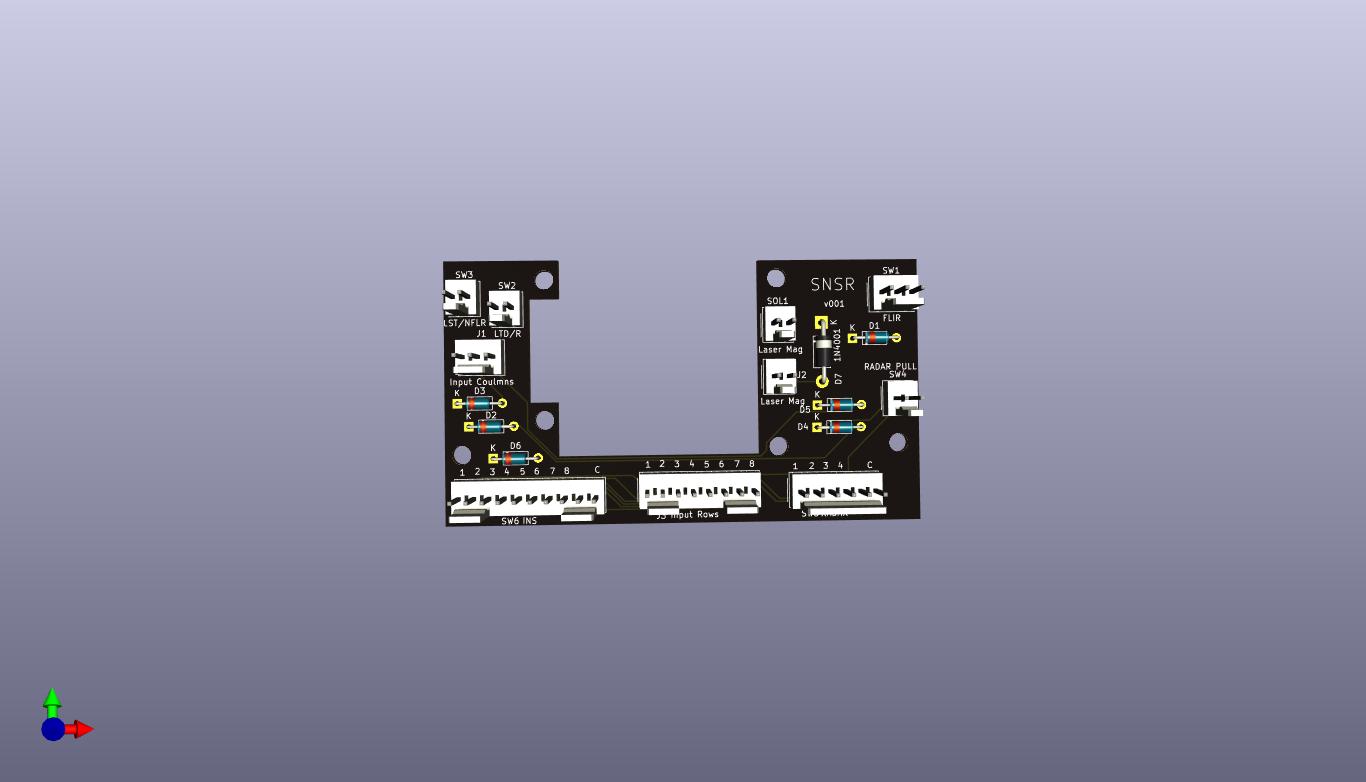 SW3
SW2
LST/NFLR
LTD/R
J1
Input Coulmns
K
D3
K
D2
K
D6
1 2 3 4 5 6 7 8 C
SW6 INS
1 2 3 4 5 6 7 8
J3 Input Rows
SNSR
v001
SOL1
Laser Mag
J2
Laser Mag
K
1N4001
D7
SW1
FLIR
K
D1
RADAR PULL
SW4
K
D5
K
D4
1 2 3 4 C